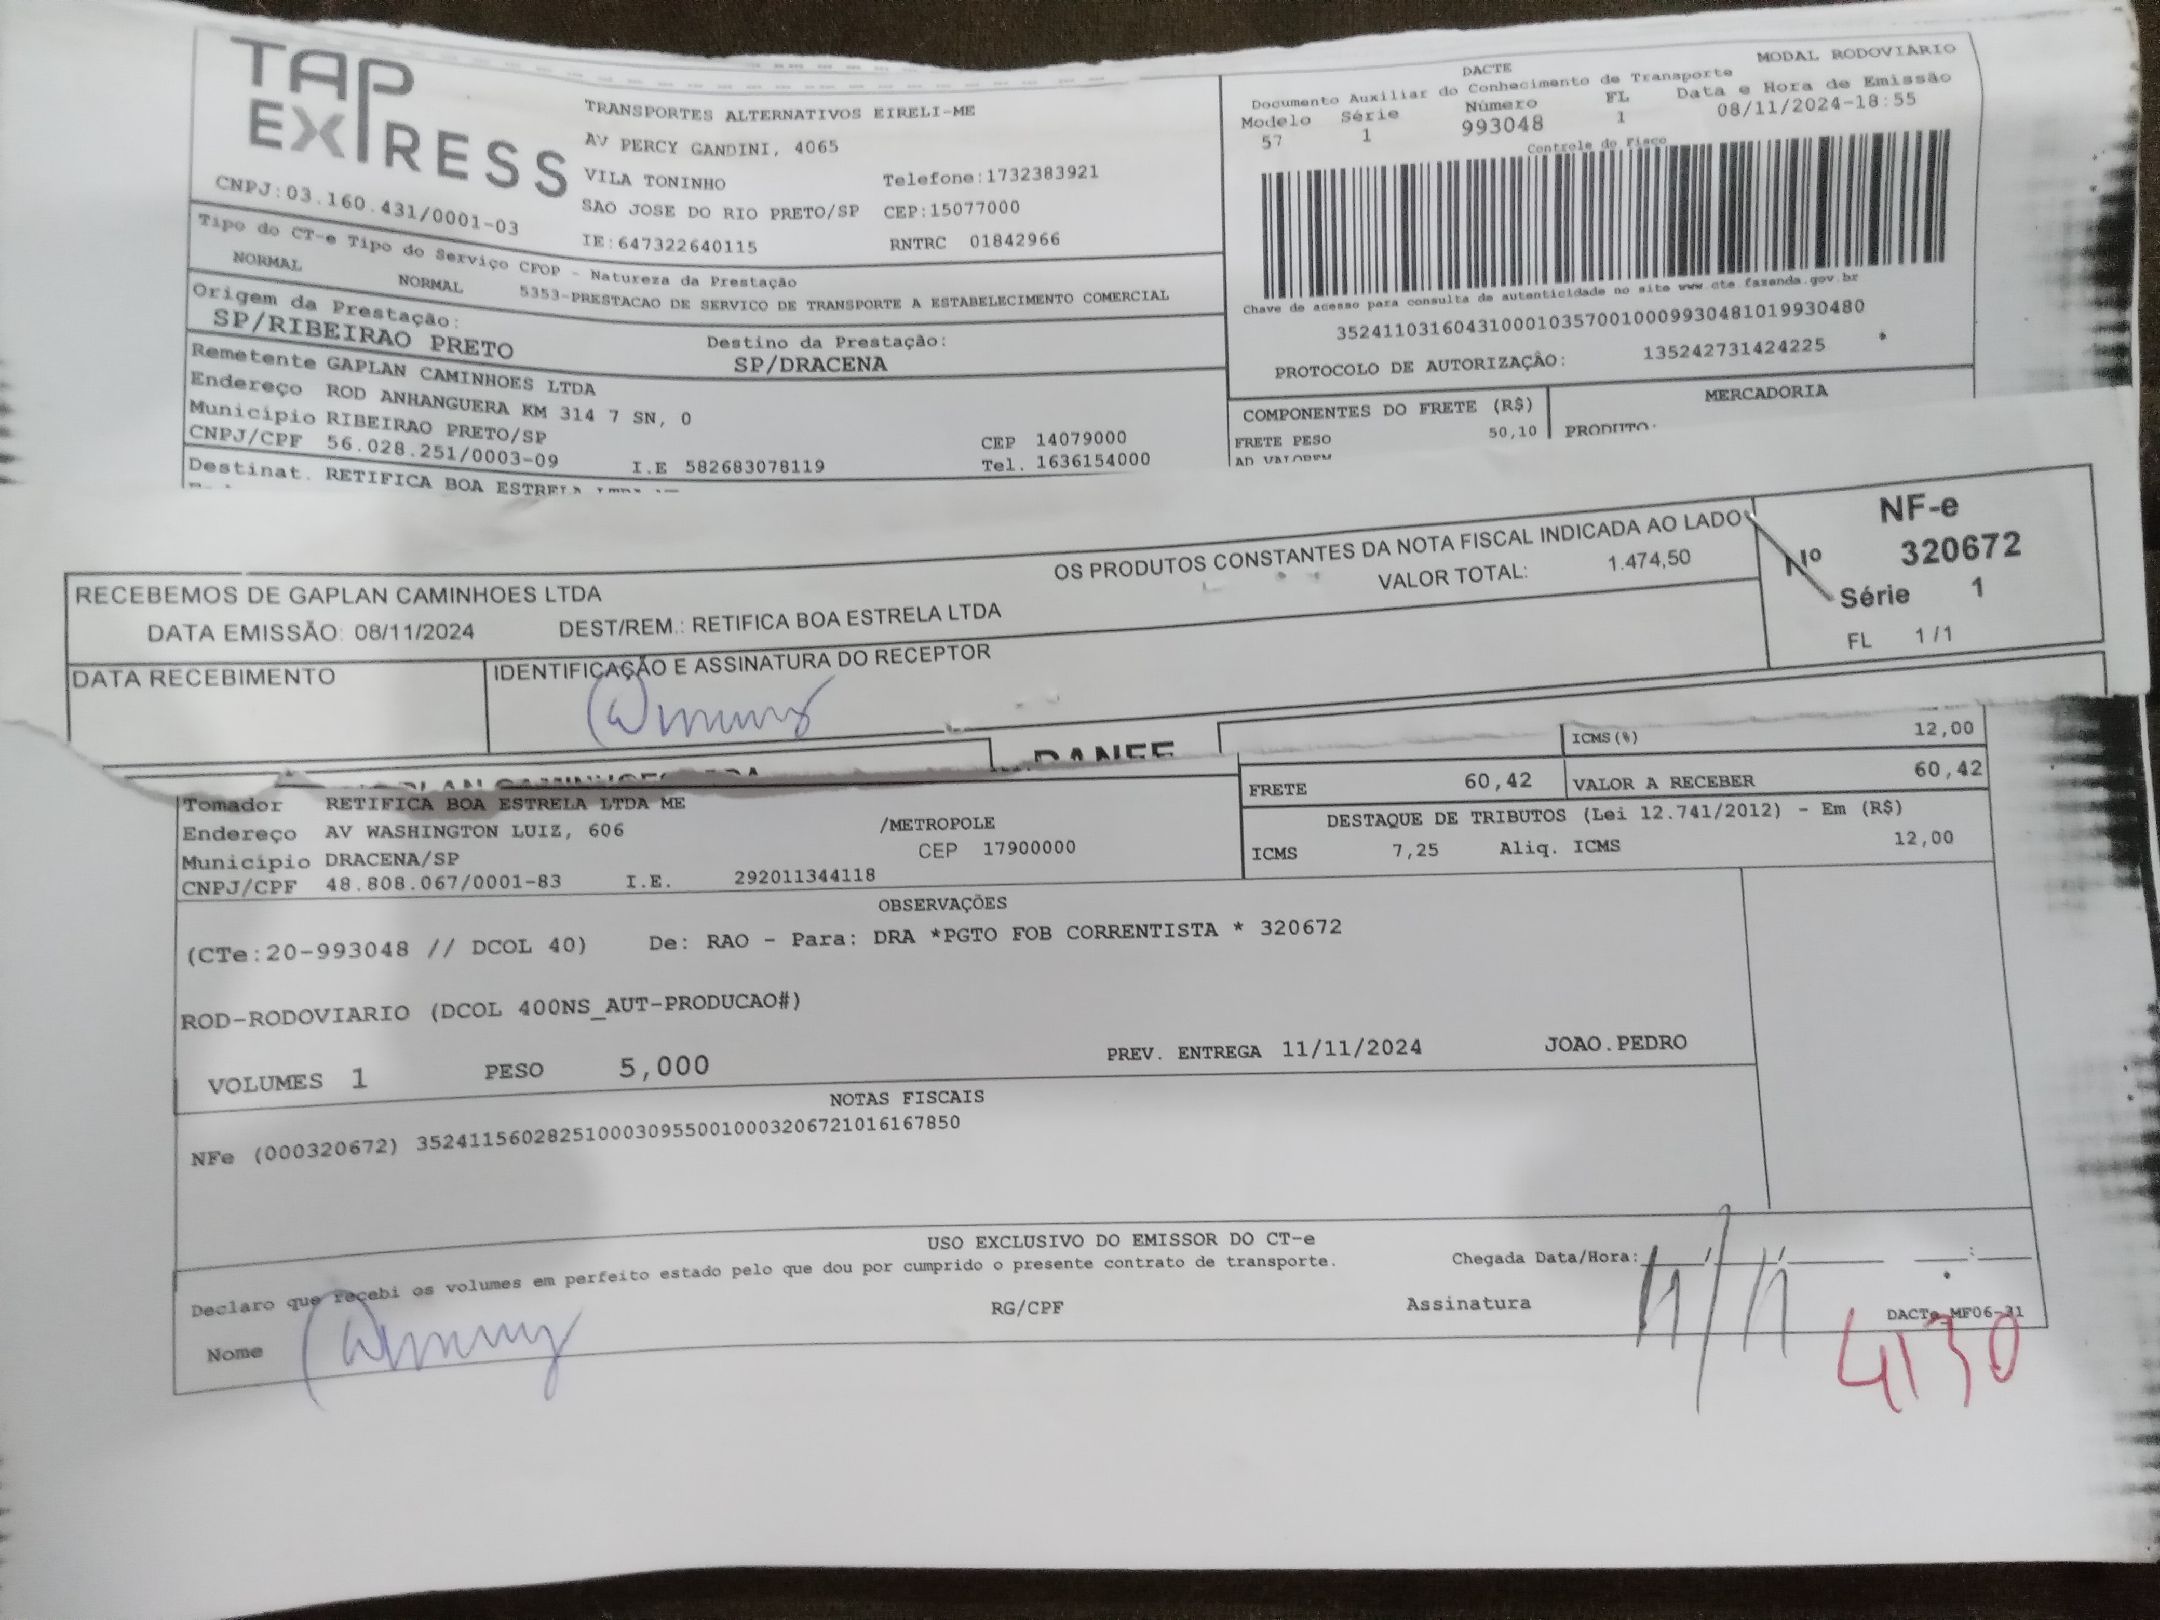 TAP EXPRESS
CNPJ:03.160.431/0001-03
TRANSPORTES ALTERNATIVOS EIRELI-ME
AV PERCY GANDINI, 4065
VILA TONINHO Telefone:1732383921
SAO JOSE DO RIO PRETO/SP CEP:15077000
IE:647322640115 RNTRC 01842966
DACTE MODAL RODOVIÁRIO
Documento Auxiliar do Conhecimento de Transporte
Modelo Série Número FL Data e Hora de Emissão
57 1 993048 1 08/11/2024-18:55
Controle do Fisco
Chave de acesso para consulta de autenticidade no site www.cte.fazenda.gov.br
35241103160431000103570010009930481019930480
PROTOCOLO DE AUTORIZAÇÃO: 135242731424225
Tipo do CT-e Tipo do Serviço CFOP - Natureza da Prestação
NORMAL NORMAL 5353-PRESTACAO DE SERVICO DE TRANSPORTE A ESTABELECIMENTO COMERCIAL
Origem da Prestação: Destino da Prestação:
SP/RIBEIRAO PRETO SP/DRACENA
Remetente GAPLAN CAMINHOES LTDA
Endereço ROD ANHANGUERA KM 314 7 SN, 0
Município RIBEIRAO PRETO/SP CEP 14079000
CNPJ/CPF 56.028.251/0003-09 I.E 582683078119 Tel. 1636154000
Destinat. RETIFICA BOA ESTRELA
COMPONENTES DO FRETE (R$) MERCADORIA
FRETE PESO 50,10 PRODUTO:
AD VALOREM
RECEBEMOS DE GAPLAN CAMINHOES LTDA OS PRODUTOS CONSTANTES DA NOTA FISCAL INDICADA AO LADO
DATA EMISSÃO: 08/11/2024 DEST/REM.: RETIFICA BOA ESTRELA LTDA VALOR TOTAL: 1.474,50
DATA RECEBIMENTO IDENTIFICAÇÃO E ASSINATURA DO RECEPTOR
NF-e
Nº 320672
Série 1
FL 1/1
DANFE
ICMS(%) 12,00
FRETE 60,42 VALOR A RECEBER 60,42
DESTAQUE DE TRIBUTOS (Lei 12.741/2012) - Em (R$)
ICMS 7,25 Aliq. ICMS 12,00
Tomador RETIFICA BOA ESTRELA LTDA ME
Endereço AV WASHINGTON LUIZ, 606 /METROPOLE
Município DRACENA/SP CEP 17900000
CNPJ/CPF 48.808.067/0001-83 I.E. 292011344118
OBSERVAÇÕES
(CTe:20-993048 // DCOL 40) De: RAO - Para: DRA *PGTO FOB CORRENTISTA * 320672
ROD-RODOVIARIO (DCOL 400NS_AUT-PRODUCAO#)
VOLUMES 1 PESO 5,000 PREV. ENTREGA 11/11/2024 JOAO.PEDRO
NOTAS FISCAIS
NFe (000320672) 35241156028251000309550010003206721016167850
USO EXCLUSIVO DO EMISSOR DO CT-e
Declaro que recebi os volumes em perfeito estado pelo que dou por cumprido o presente contrato de transporte.
Chegada Data/Hora:____/____/______ ___:___
Nome RG/CPF Assinatura
11/11
DACTe_MF06-31
4130